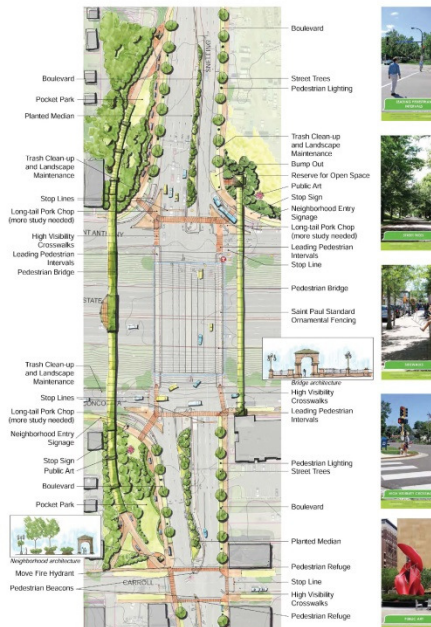 SNELLING
Boulevard
Pocket Park
Planted Median
Trash Clean-up
and Landscape
Maintenance
Stop Lines
Long-tail Pork Chop
(more study needed)
High Visibility
Crosswalks
Leading Pedestrian
Intervals
Pedestrian Bridge
Trash Clean-up
and Landscape
Maintenance
Stop Lines
Long-tail Pork Chop
(more study needed)
Neighborhood Entry
Signage
Stop Sign
Public Art
Boulevard
Pocket Park
Neighborhood architecture
Move Fire Hydrant
Pedestrian Beacons
CARROLL
Boulevard
Street Trees
Pedestrian Lighting
Trash Clean-up and
Landscape
Maintenance
Bump Out
Reserve for Open Space
Public Art
Stop Sign
Neighborhood Entry
Signage
Long-tail Pork Chop
(more study needed)
Leading Pedestrian
Intervals
Stop Line
Pedestrian Bridge
Saint Paul Standard
Ornamental Fencing
Bridge architecture
High Visibility
Crosswalks
Leading Pedestrian
Intervals
Pedestrian Lighting
Street Trees
Boulevard
Planted Median
Pedestrian Refuge
Stop Line
High Visibility
Crosswalks
Pedestrian Refuge